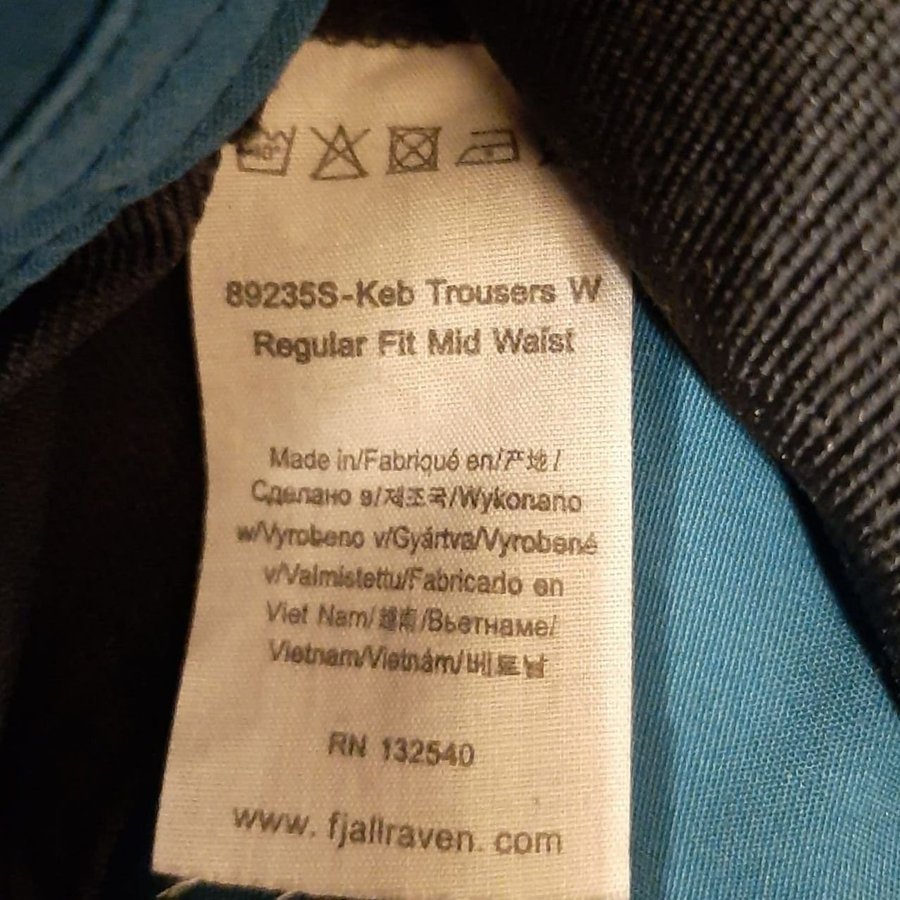 40°
89235S-Keb Trousers W
Regular Fit Mid Waist
Made in/Fabriqué en/产地/
Сделано в/제조국/Wykonano
w/Vyrobeno v/Gyártva/Vyrobené
v/Valmistettu/Fabricado en
Viet Nam/越南/Вьетнаме/
Vietnam/Vietnám/베트남
RN 132540
www. fjallraven. com